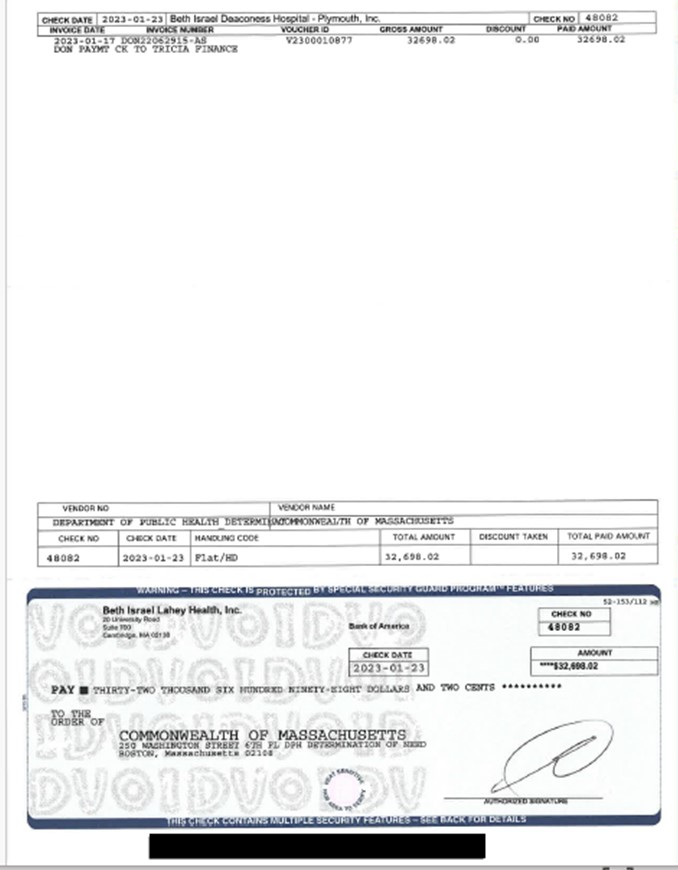 CHECK DATE 2023-01-23 Beth Israel Deaconess Hospital - Plymouth, Inc. CHECK NO 48082
INVOICE DATE INVOICE NUMBER VOUCHER ID GROSS AMOUNT DISCOUNT PAID AMOUNT
2023-01-17 DON22062915-AS V2300010877 32698.02 0.00 32698.02
DON PAYMT CK TO TRICIA FINANCE
VENDOR NO VENDOR NAME
DEPARTMENT OF PUBLIC HEALTH COMMONWEALTH OF MASSACHUSETTS
CHECK NO CHECK DATE HANDLING CODE TOTAL AMOUNT DISCOUNT TAKEN TOTAL PAID AMOUNT
48082 2023-01-23 Flat/HD 32,698.02 32,698.02
WARNING – THIS CHECK IS PROTECTED BY SPECIAL SECURITY GUARD PROGRAM™ FEATURES
52-153/112
Beth Israel Lahey Health, Inc.
20 University Road
Suite 700
Cambridge, MA 02138
Bank of America
CHECK NO
48082
CHECK DATE
2023-01-23
AMOUNT
****$32,698.02
PAY THIRTY-TWO THOUSAND SIX HUNDRED NINETY-EIGHT DOLLARS AND TWO CENTS **********
TO THE
ORDER OF
COMMONWEALTH OF MASSACHUSETTS
250 WASHINGTON STREET 6TH FL DPH DETERMINATION OF NEED
BOSTON, Massachusetts 02108
VOID VOID VOID
AUTHORIZED SIGNATURE
THIS CHECK CONTAINS MULTIPLE SECURITY FEATURES – SEE BACK FOR DETAILS